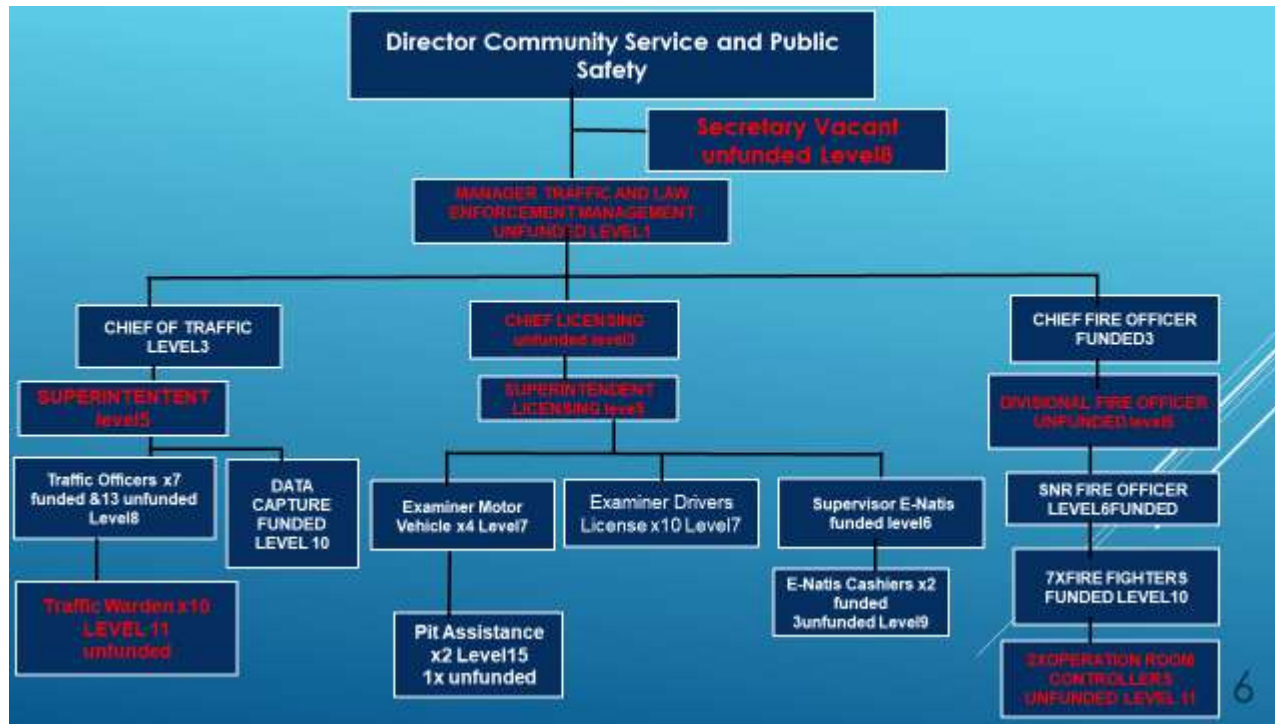 Director Community Service and Public
Safety
Secretary Vacant
unfunded Level8
MANAGER TRAFFIC AND LAW
ENFORCEMENT MANAGEMENT
UNFUNDED LEVEL1
CHIEF OF TRAFFIC
LEVEL3
CHIEF LICENSING
unfunded level3
CHIEF FIRE OFFICER
FUNDED3
SUPERINTENTENT
level5
SUPERINTENDENT
LICENSING level5
DIVISIONAL FIRE OFFICER
UNFUNDED level5
Traffic Officers x7
funded &13 unfunded
Level8
DATA
CAPTURE
FUNDED
LEVEL 10
Examiner Motor
Vehicle x4 Level7
Examiner Drivers
License x10 Level7
Supervisor E-Natis
funded level6
SNR FIRE OFFICER
LEVEL6FUNDED
Traffic Warden x10
LEVEL 11
unfunded
Pit Assistance
x2 Level15
1x unfunded
E-Natis Cashiers x2
funded
3unfunded Level9
7XFIRE FIGHTERS
FUNDED LEVEL10
2XOPERATION ROOM
CONTROLLERS
UNFUNDED LEVEL 11
6